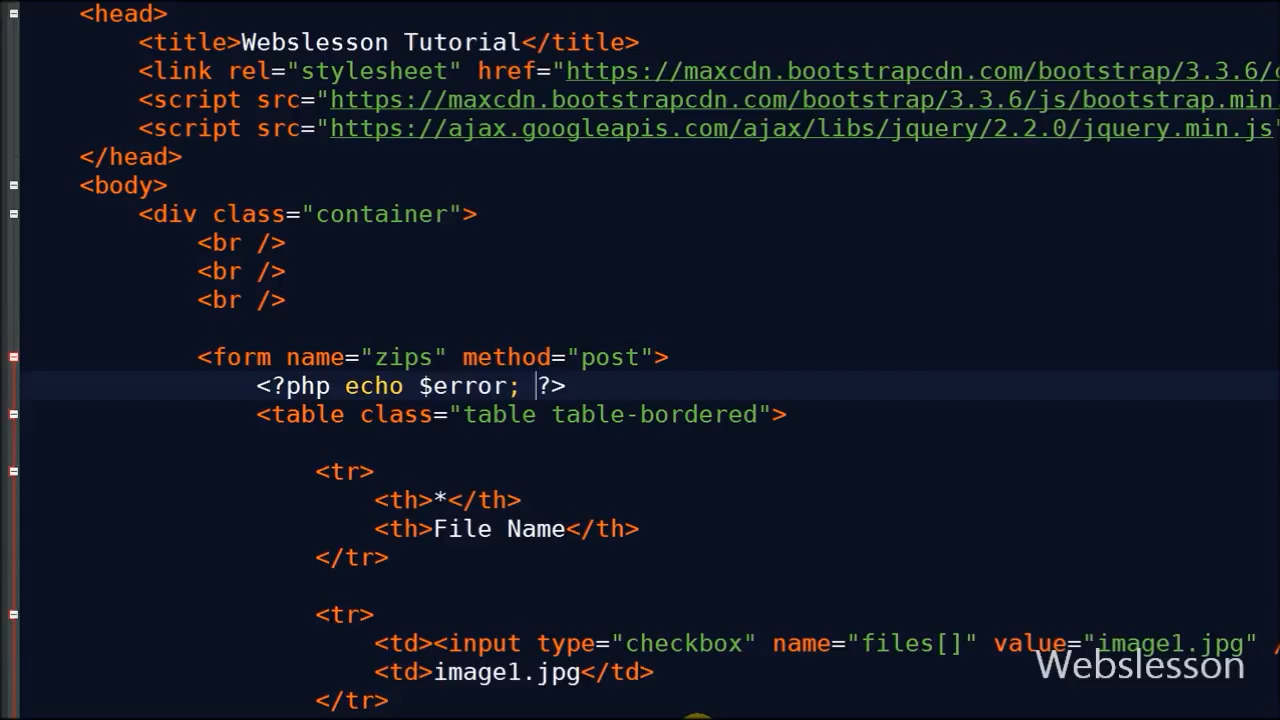 <head>
<title>Webslesson Tutorial</title>
<link rel="stylesheet" href="https://maxcdn.bootstrapcdn.com/bootstrap/3.3.6/
<script src="https://maxcdn.bootstrapcdn.com/bootstrap/3.3.6/js/bootstrap.min
<script src="https://ajax.googleapis.com/ajax/libs/jquery/2.2.0/jquery.min.js"
</head>
<body>
<div class="container">
<br />
<br />
<br />
<form name="zips" method="post">
<?php echo $error; ?>
<table class="table table-bordered">
<tr>
<th>*</th>
<th>File Name</th>
</tr>
<tr>
<td><input type="checkbox" name="files[]" value="image1.jpg" /
<td>image1.jpg</td>
</tr>
Webslesson